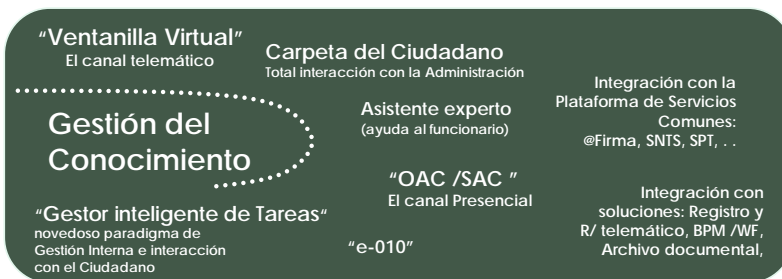 “Ventanilla Virtual”
El canal telemático
Carpeta del Ciudadano
Total interacción con la Administración
Gestión del
Conocimiento
Asistente experto
(ayuda al funcionario)
Integración con la
Plataforma de Servicios
Comunes:
@Firma, SNTS, SPT, . .
“OAC /SAC ”
El canal Presencial
“Gestor inteligente de Tareas“
novedoso paradigma de
Gestión Interna e interacción
con el Ciudadano
“e-010”
Integración con
soluciones: Registro y
R/ telemático, BPM /WF,
Archivo documental,